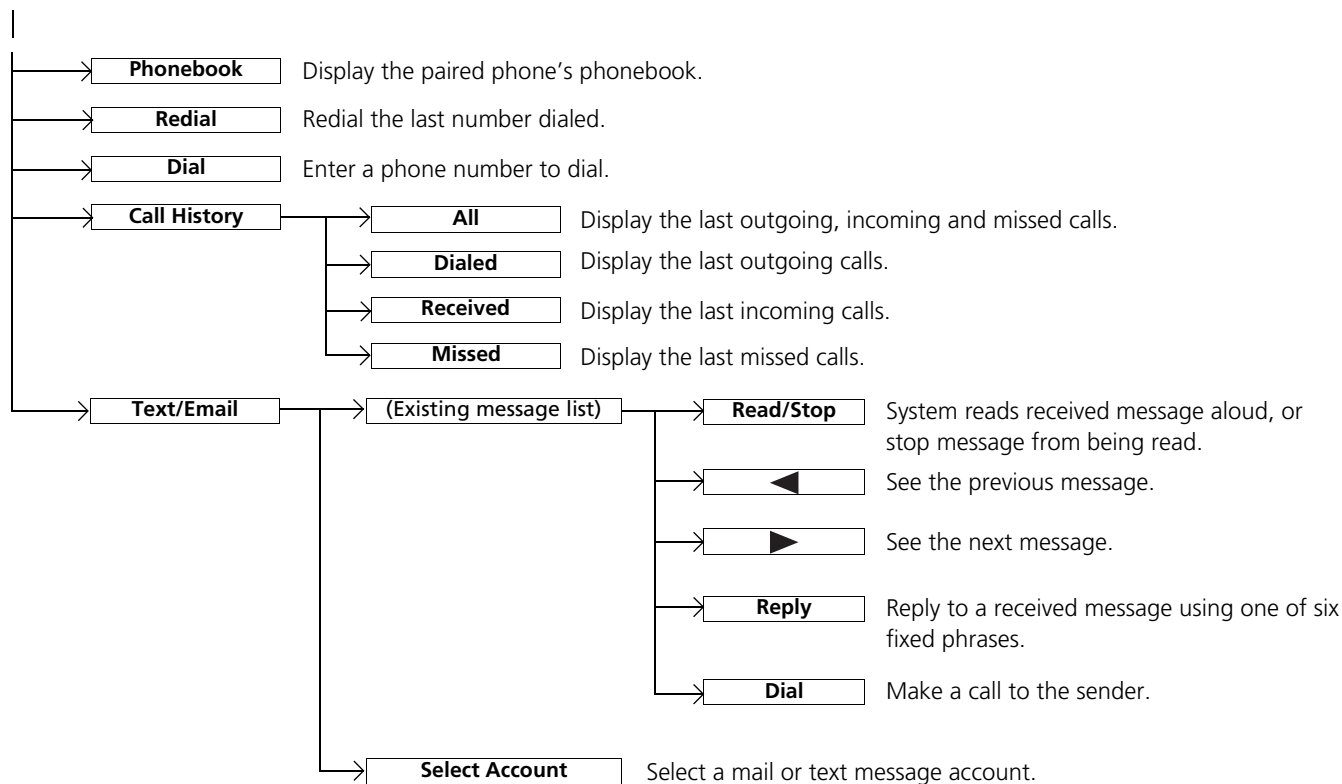 Phonebook Display the paired phone’s phonebook.
Redial Redial the last number dialed.
Dial Enter a phone number to dial.
Call History All Display the last outgoing, incoming and missed calls.
Dialed Display the last outgoing calls.
Received Display the last incoming calls.
Missed Display the last missed calls.
Text/Email (Existing message list) Read/Stop System reads received message aloud, or
stop message from being read.
◄ See the previous message.
► See the next message.
Reply Reply to a received message using one of six
fixed phrases.
Dial Make a call to the sender.
Select Account Select a mail or text message account.